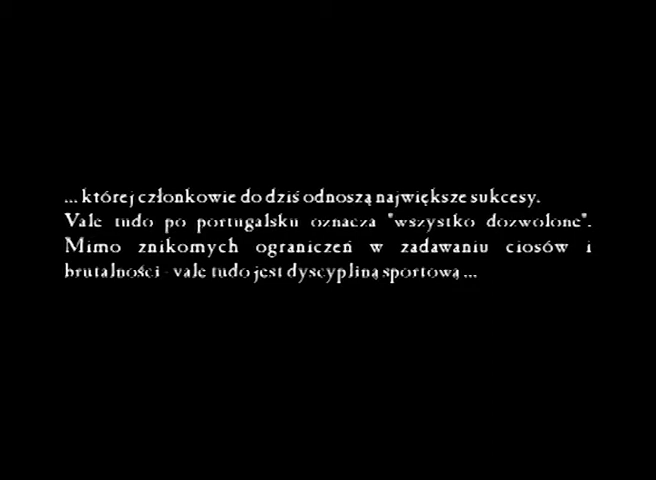 ... której członkowie do dziś odnoszą największe sukcesy.
Vale tudo po portugalsku oznacza "wszystko dozwolone".
Mimo znikomych ograniczeń w zadawaniu ciosów i
brutalności - vale tudo jest dyscypliną sportową ...